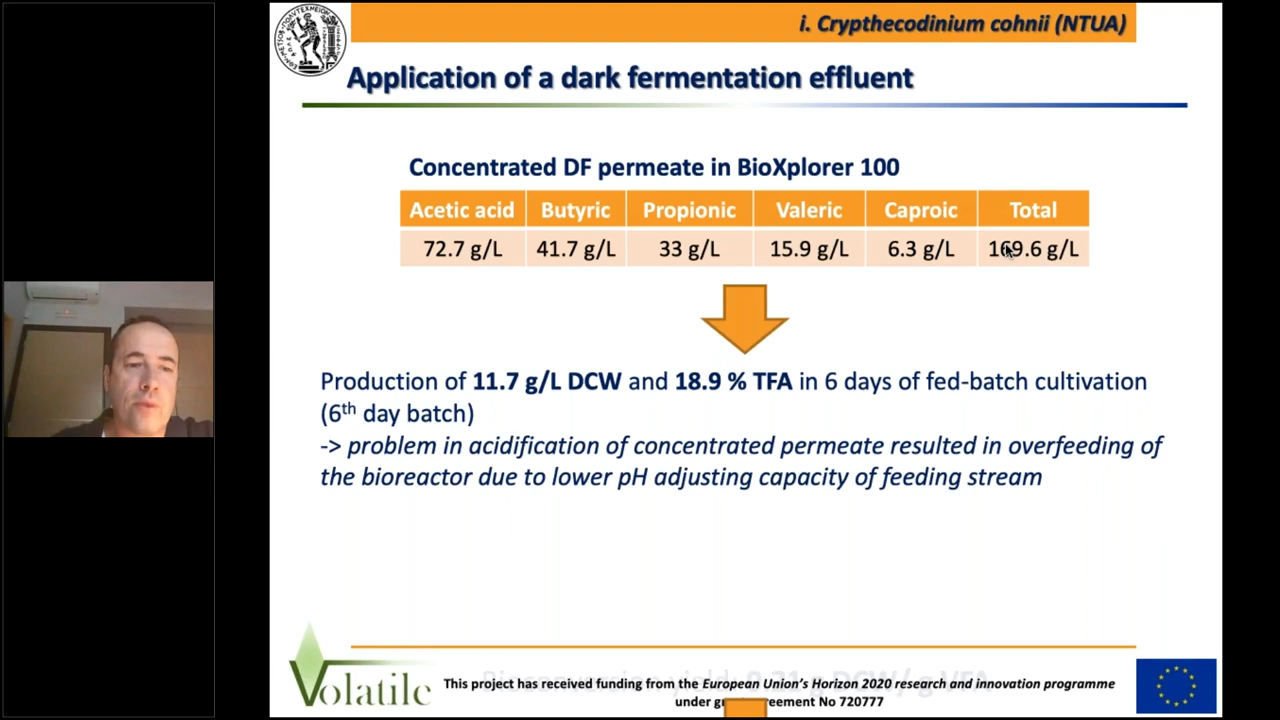 i. Crypthecodinium cohnii (NTUA)
Application of a dark fermentation effluent
Concentrated DF permeate in BioXplorer 100
Acetic acid Butyric Propionic Valeric Caproic Total
72.7 g/L 41.7 g/L 33 g/L 15.9 g/L 6.3 g/L 169.6 g/L
Production of 11.7 g/L DCW and 18.9 % TFA in 6 days of fed-batch cultivation
(6th day batch)
-> problem in acidification of concentrated permeate resulted in overfeeding of
the bioreactor due to lower pH adjusting capacity of feeding stream
Volatile
This project has received funding from the European Union's Horizon 2020 research and innovation programme
under No 720777